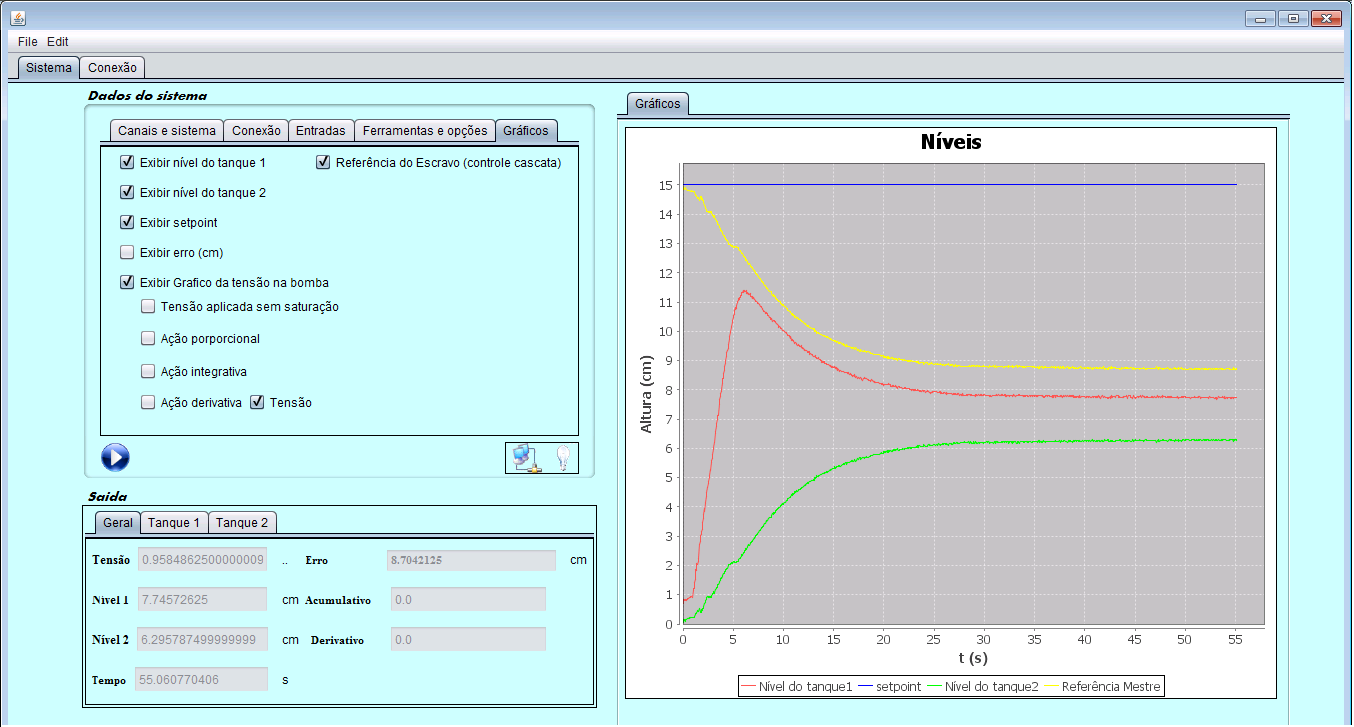 File Edit
Sistema Conexão
Dados do sistema
Canais e sistema Conexão Entradas Ferramentas e opções Gráficos
Exibir nível do tanque 1 Referência do Escravo (controle cascata)
Exibir nível do tanque 2
Exibir setpoint
Exibir erro (cm)
Exibir Grafico da tensão na bomba
Tensão aplicada sem saturação
Ação porporcional
Ação integrativa
Ação derivativa Tensão
Saida
Geral Tanque 1 Tanque 2
Tensão 0.9584862500000009 .. Erro 8.7042125 cm
Nível 1 7.74572625 cm Acumulativo 0.0
Nível 2 6.295787499999999 cm Derivativo 0.0
Tempo 55.060770406 s
Gráficos
Níveis
Altura (cm)
15
14
13
12
11
10
9
8
7
6
5
4
3
2
1
0
0 5 10 15 20 25 30 35 40 45 50 55
t (s)
Nível do tanque1 setpoint Nível do tanque2 Referência Mestre